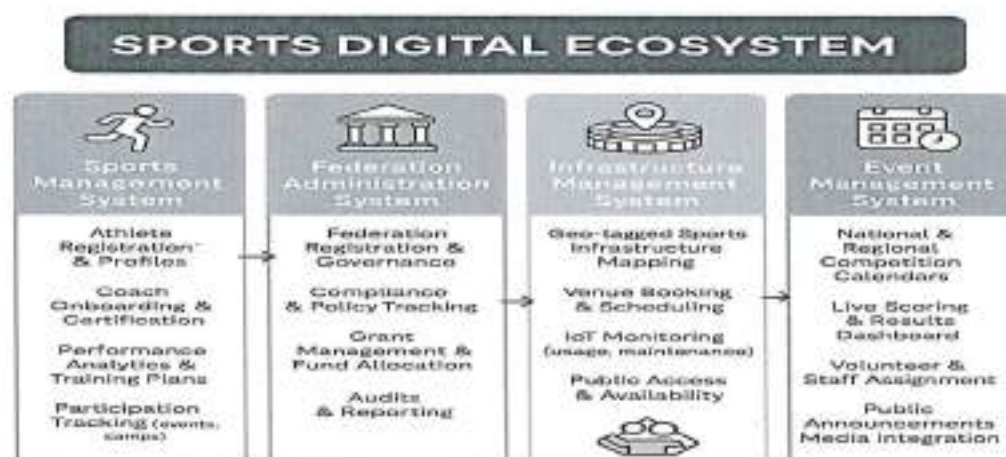 SPORTS DIGITAL ECOSYSTEM
Sports
Management
System
Athlete
Registration
& Profiles
Coach
Onboarding &
Certification
Performance
Analytics &
Training Plans
Participation
Tracking (events,
camps)
Federation
Administration
System
Federation
Registration &
Governance
Compliance
& Policy Tracking
Grant
Management &
Fund Allocation
Audits
& Reporting
Infrastructure
Management
System
Geo-tagged Sports
Infrastructure
Mapping
Venue Booking
& Scheduling
IoT Monitoring
(usage, maintenance)
Public Access
& Availability
Event
Management
System
National &
Regional
Competition
Calendars
Live Scoring
& Results
Dashboard
Volunteer &
Staff Assignment
Public
Announcements
Media Integration